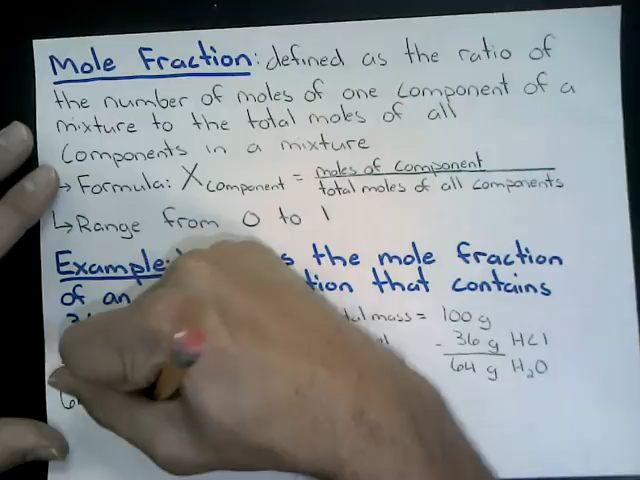 Mole Fraction: defined as the ratio of
the number of moles of one component of a
mixture to the total moles of all
components in a mixture
→ Formula: X component = moles of component / total moles of all components
↳ Range from 0 to 1
Example: the mole fraction
of an that contains
mass = 100 g
- 36 g HCl
64 g H₂O